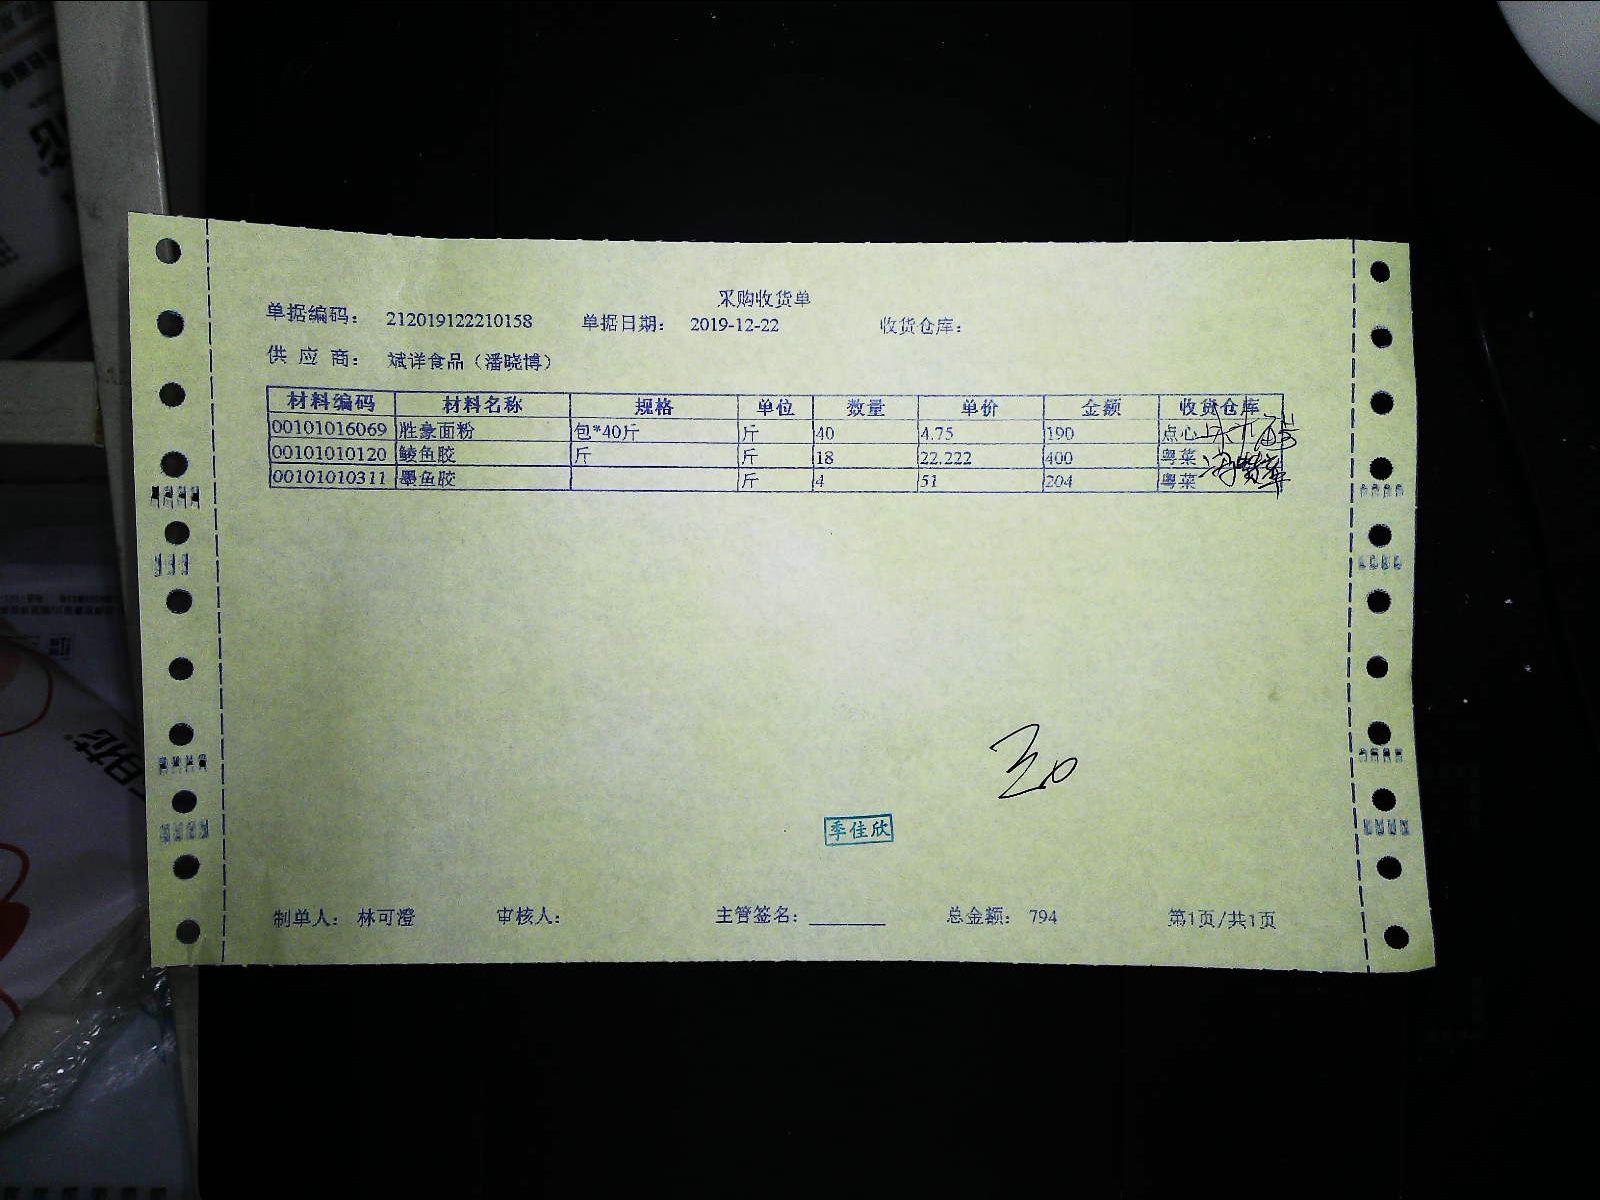 采购收货单
单据编码： 212019122210158 单据日期： 2019-12-22 收货仓库：
供 应 商： 斌详食品（潘晓博）
材料编码 材料名称 规格 单位 数量 单价 金额 收货仓库
00101016069 胜豪面粉 包*40斤 斤 40 4.75 190 点心
00101010120 鲮鱼胶 斤 斤 18 22.222 400 粤菜
00101010311 墨鱼胶 斤 4 51 204 粤菜
季佳欣
制单人： 林可澄 审核人： 主管签名： 总金额： 794 第1页/共1页